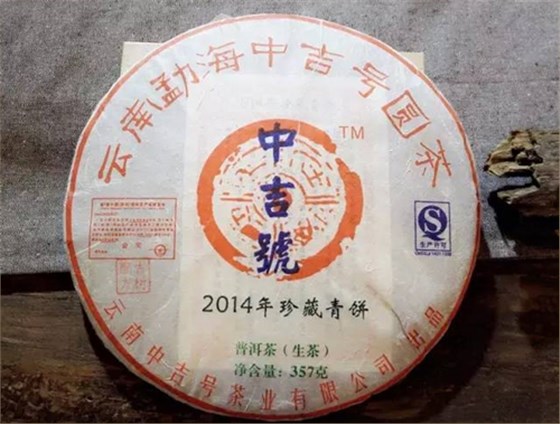 云南勐海中吉号圆茶
TM
中吉號
2014年珍藏青饼
普洱茶（生茶）
净含量：357克
生产许可
云南中吉号茶业有限公司 出品